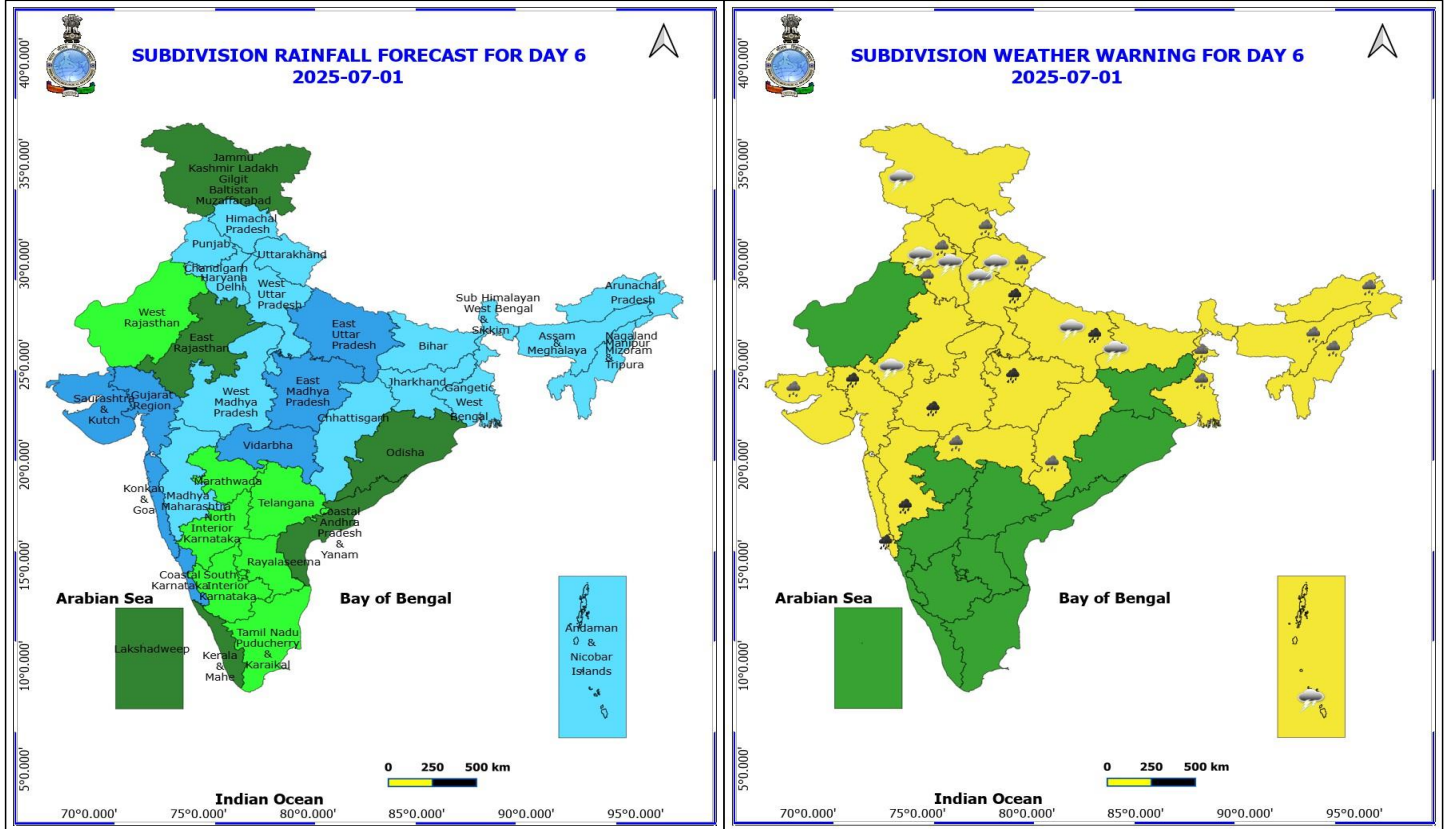 SUBDIVISION RAINFALL FORECAST FOR DAY 6
2025-07-01
40°0.000'
35°0.000'
30°0.000'
25°0.000'
20°0.000'
15°0.000'
10°0.000'
5°0.000'
Jammu
Kashmir Ladakh
Gilgit
Baltistan
Muzaffarabad
Himachal
Pradesh
Punjab
Uttarakhand
Chandigarh
Haryana
Delhi
West
Uttar
Pradesh
West
Rajasthan
East
Rajasthan
East
Uttar
Pradesh
Sub Himalayan
West Bengal
&
Sikkim
Arunachal
Pradesh
Assam
&
Meghalaya
Nagaland
Manipur
Mizoram
&
Tripura
Bihar
Jharkhand
Gangetic
West
Bengal
Saurashtra
&
Kutch
Gujarat
Region
West
Madhya
Pradesh
East
Madhya
Pradesh
Chhattisgarh
Vidarbha
Odisha
Konkan
&
Goa
Madhya
Maharashtra
Marathwada
Telangana
North
Interior
Karnataka
Coastal
Andhra
Pradesh
&
Yanam
Rayalaseema
Coastal
Karnataka
South
Interior
Karnataka
Arabian Sea
Bay of Bengal
Lakshadweep
Kerala
&
Mahe
Tamil Nadu
Puducherry
&
Karaikal
Andaman
&
Nicobar
Islands
0 250 500 km
Indian Ocean
70°0.000' 75°0.000' 80°0.000' 85°0.000' 90°0.000' 95°0.000'
SUBDIVISION WEATHER WARNING FOR DAY 6
2025-07-01
40°0.000'
35°0.000'
30°0.000'
25°0.000'
20°0.000'
15°0.000'
10°0.000'
5°0.000'
Arabian Sea
Bay of Bengal
0 250 500 km
Indian Ocean
70°0.000' 75°0.000' 80°0.000' 85°0.000' 90°0.000' 95°0.000'